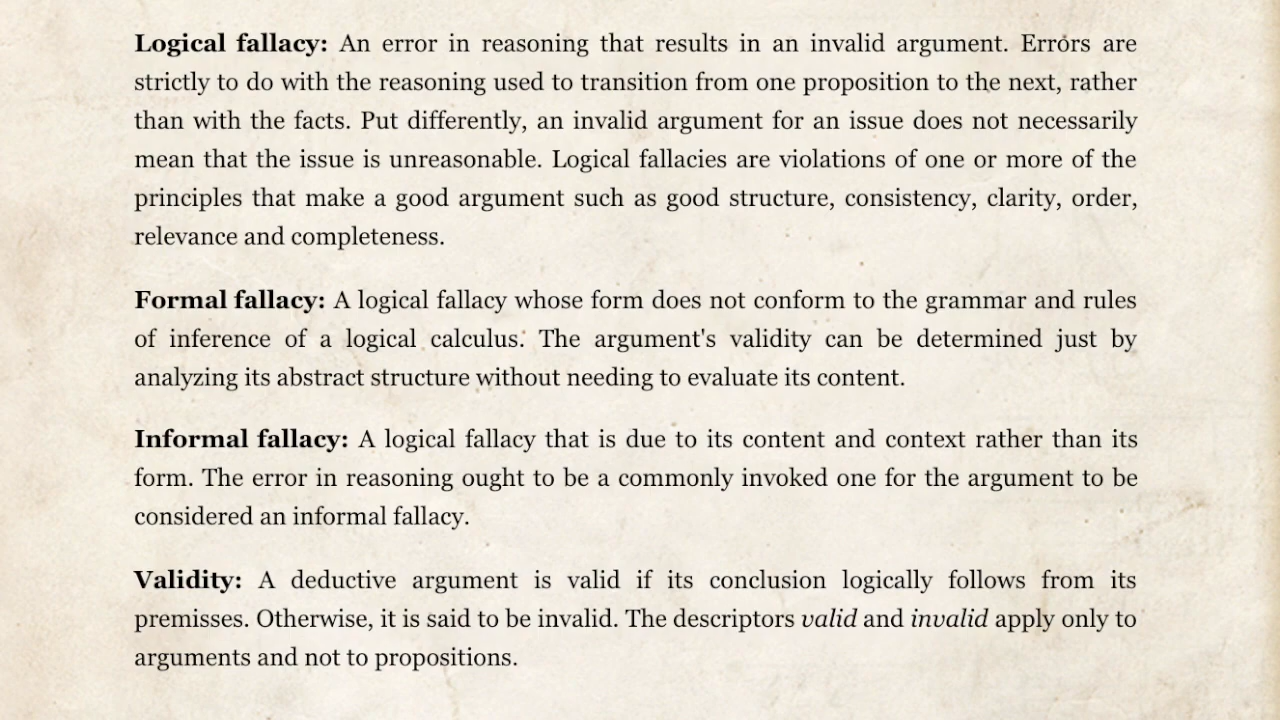 Logical fallacy: An error in reasoning that results in an invalid argument. Errors are
strictly to do with the reasoning used to transition from one proposition to the next, rather
than with the facts. Put differently, an invalid argument for an issue does not necessarily
mean that the issue is unreasonable. Logical fallacies are violations of one or more of the
principles that make a good argument such as good structure, consistency, clarity, order,
relevance and completeness.
Formal fallacy: A logical fallacy whose form does not conform to the grammar and rules
of inference of a logical calculus. The argument's validity can be determined just by
analyzing its abstract structure without needing to evaluate its content.
Informal fallacy: A logical fallacy that is due to its content and context rather than its
form. The error in reasoning ought to be a commonly invoked one for the argument to be
considered an informal fallacy.
Validity: A deductive argument is valid if its conclusion logically follows from its
premisses. Otherwise, it is said to be invalid. The descriptors valid and invalid apply only to
arguments and not to propositions.